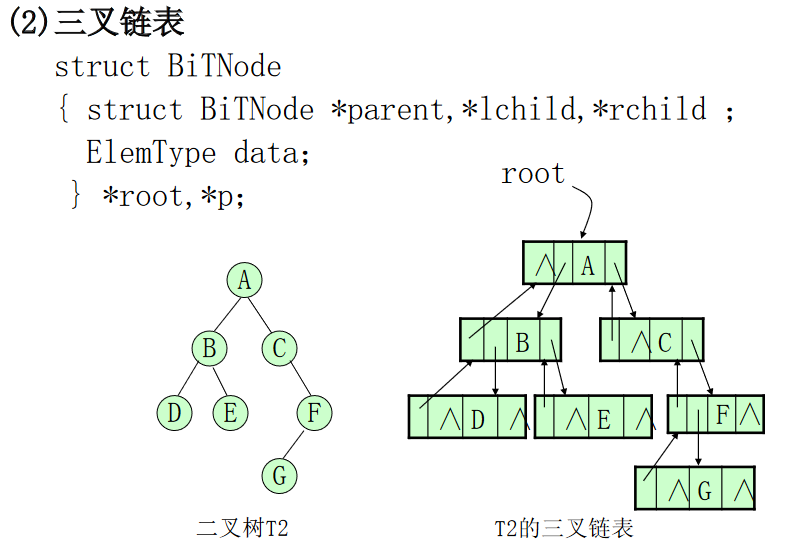 (2)三叉链表
struct BiTNode
{ struct BiTNode *parent,*lchild,*rchild ;
ElemType data;
} *root,*p;
root
A
B
C
D
E
F
G
∧ A
B
∧ C
∧ D ∧
∧ E ∧
F ∧
∧ G ∧
二叉树T2
T2的三叉链表